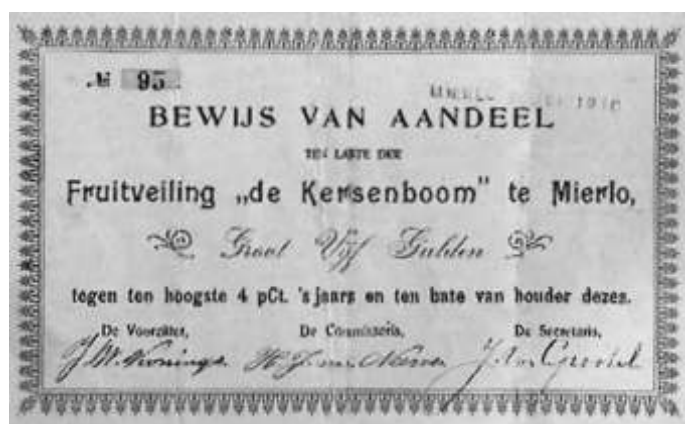 № 95
MIERLO
BEWIJS VAN AANDEEL
TEN LASTE DER
Fruitveiling „de Kersenboom” te Mierlo,
Groot Vijf Gulden
tegen ten hoogste 4 pCt. 's jaars en ten bate van houder dezes.
De Voorzitter, De Commissaris, De Secretaris,